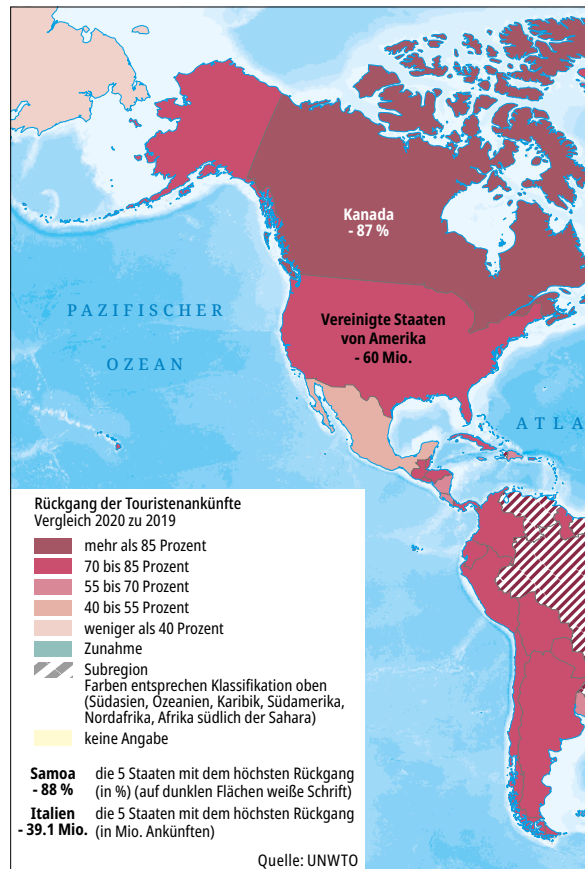 Kanada
- 87 %
PAZIFISCHER
OZEAN
Vereinigte Staaten
von Amerika
- 60 Mio.
ATLA
Rückgang der Touristenankünfte
Vergleich 2020 zu 2019
mehr als 85 Prozent
70 bis 85 Prozent
55 bis 70 Prozent
40 bis 55 Prozent
weniger als 40 Prozent
Zunahme
Subregion
Farben entsprechen Klassifikation oben
(Südasien, Ozeanien, Karibik, Südamerika,
Nordafrika, Afrika südlich der Sahara)
keine Angabe
Samoa die 5 Staaten mit dem höchsten Rückgang
- 88 % (in %) (auf dunklen Flächen weiße Schrift)
Italien die 5 Staaten mit dem höchsten Rückgang
- 39.1 Mio. (in Mio. Ankünften)
Quelle: UNWTO